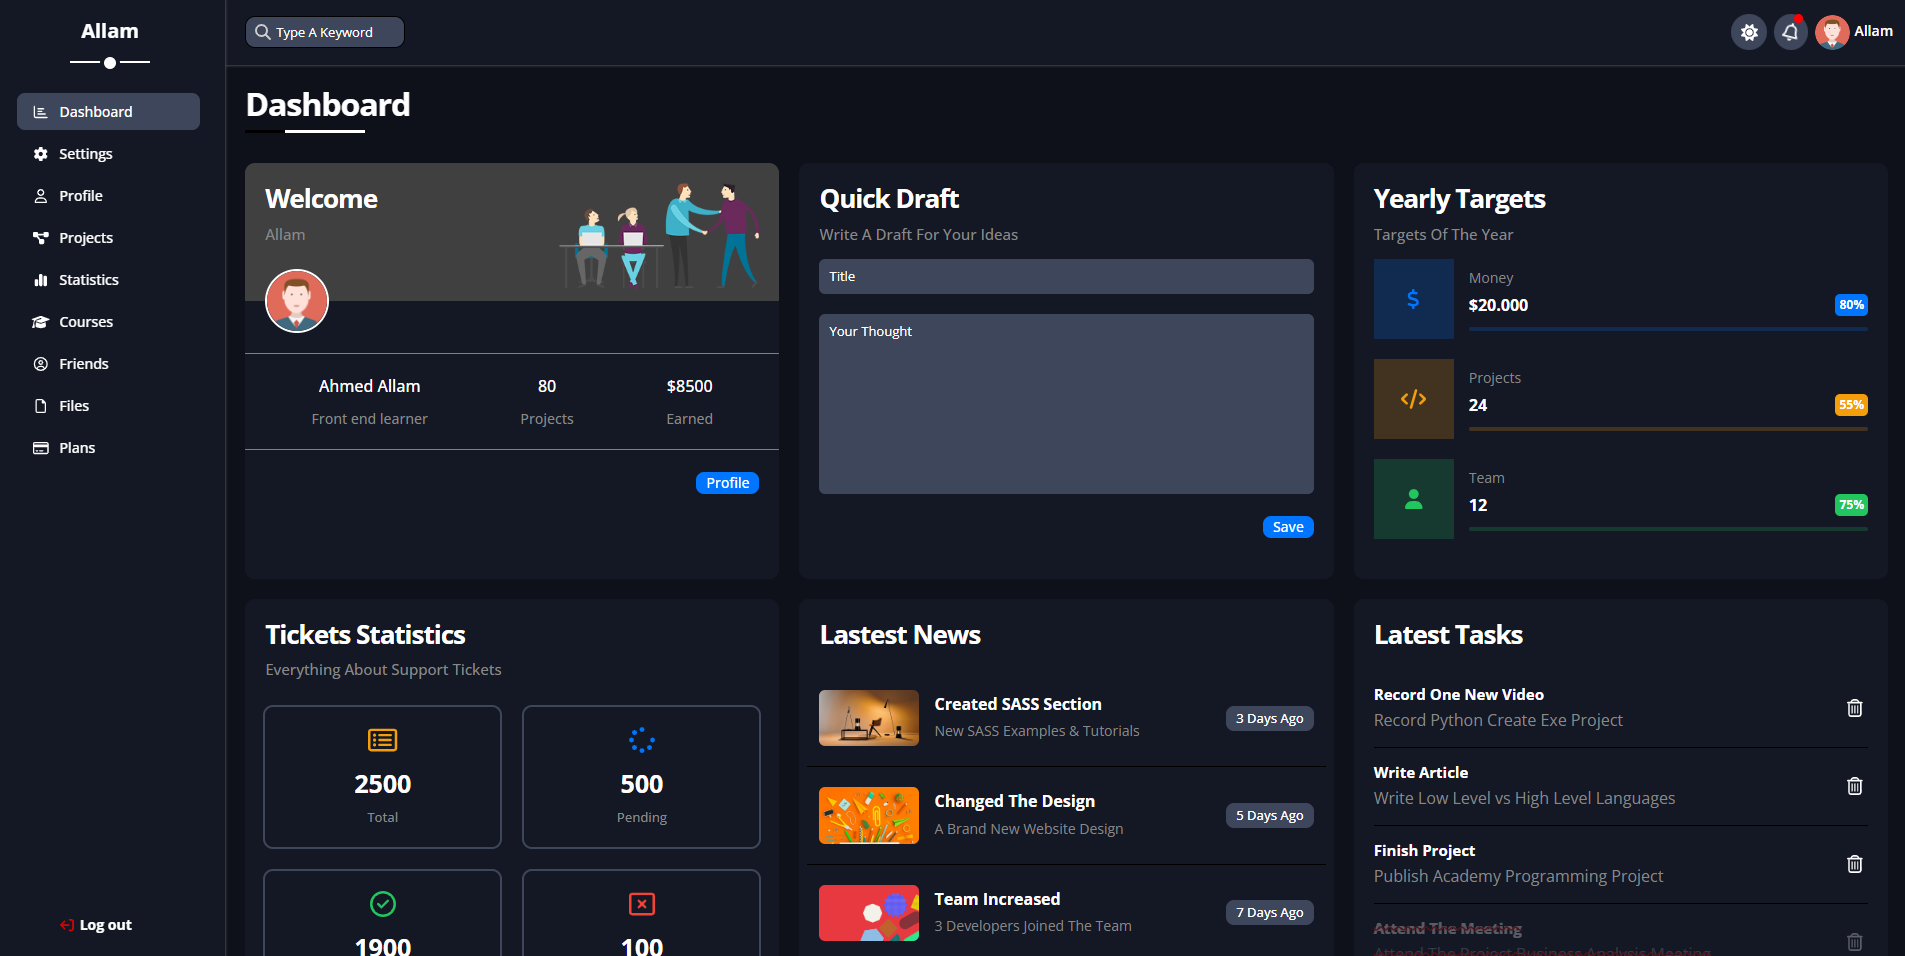 Allam
Dashboard
Settings
Profile
Projects
Statistics
Courses
Friends
Files
Plans
Log out
Type A Keyword
Allam
Dashboard
Welcome
Allam
Ahmed Allam
Front end learner
80
Projects
$8500
Earned
Profile
Quick Draft
Write A Draft For Your Ideas
Title
Your Thought
Save
Yearly Targets
Targets Of The Year
Money
$20.000
80%
Projects
24
55%
Team
12
75%
Tickets Statistics
Everything About Support Tickets
2500
Total
500
Pending
1900
100
Lastest News
Created SASS Section
New SASS Examples & Tutorials
3 Days Ago
Changed The Design
A Brand New Website Design
5 Days Ago
Team Increased
3 Developers Joined The Team
7 Days Ago
Latest Tasks
Record One New Video
Record Python Create Exe Project
Write Article
Write Low Level vs High Level Languages
Finish Project
Publish Academy Programming Project
Attend The Meeting
Attend The Project Business Analysis Meeting